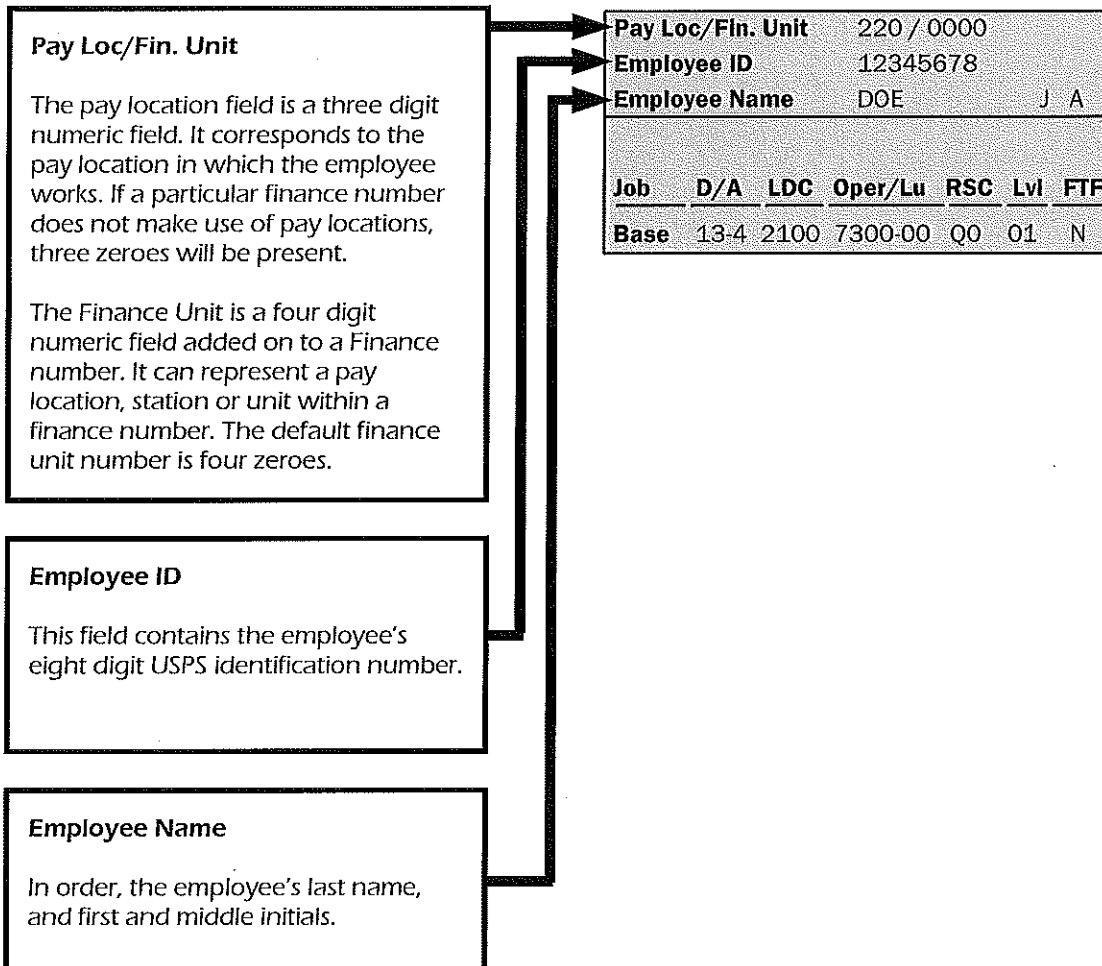 Pay Loc/Fin. Unit
The pay location field is a three digit
numeric field. It corresponds to the
pay location in which the employee
works. If a particular finance number
does not make use of pay locations,
three zeroes will be present.
The Finance Unit is a four digit
numeric field added on to a Finance
number. It can represent a pay
location, station or unit within a
finance number. The default finance
unit number is four zeroes.
Employee ID
This field contains the employee's
eight digit USPS identification number.
Employee Name
In order, the employee's last name,
and first and middle initials.
Pay Loc/Fin. Unit 220 / 0000
Employee ID 12345678
Employee Name DOE J A
Job D/A LDC Oper/Lu RSC Lvl FTF
Base 13-4 2100 7300-00 Q0 01 N